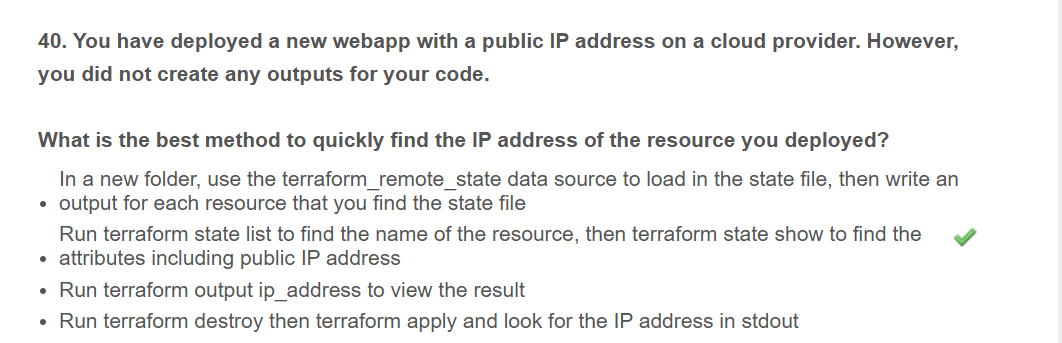 40. You have deployed a new webapp with a public IP address on a cloud provider. However,
you did not create any outputs for your code.
What is the best method to quickly find the IP address of the resource you deployed?
In a new folder, use the terraform_remote_state data source to load in the state file, then write an
• output for each resource that you find the state file
Run terraform state list to find the name of the resource, then terraform state show to find the
• attributes including public IP address
• Run terraform output ip_address to view the result
• Run terraform destroy then terraform apply and look for the IP address in stdout